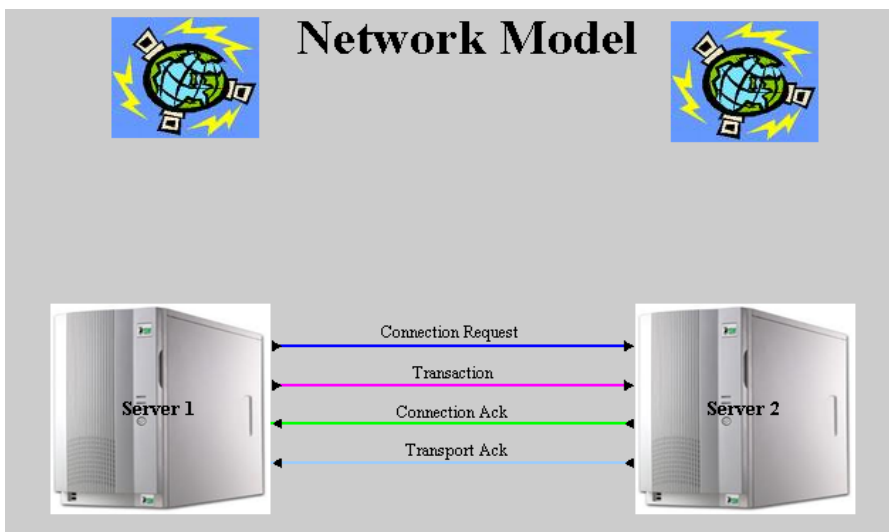 Network Model
Connection Request
Transaction
Server 1
Connection Ack
Server 2
Transport Ack